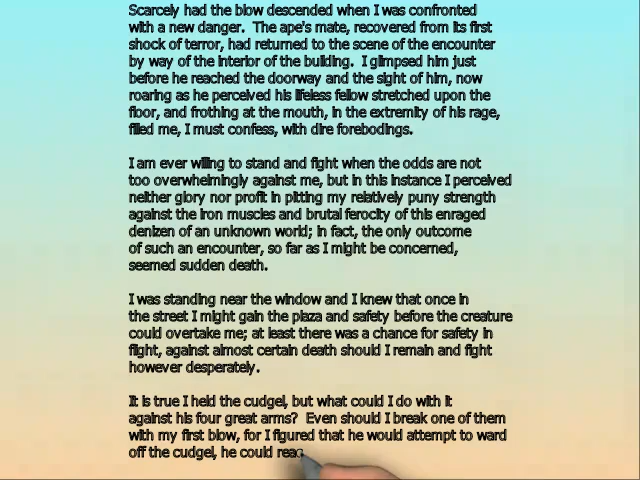 Scarcely had the blow descended when I was confronted
with a new danger.  The ape's mate, recovered from its first
shock of terror, had returned to the scene of the encounter
by way of the interior of the building.  I glimpsed him just
before he reached the doorway and the sight of him, now
roaring as he perceived his lifeless fellow stretched upon the
floor, and frothing at the mouth, in the extremity of his rage,
filled me, I must confess, with dire forebodings.
I am ever willing to stand and fight when the odds are not
too overwhelmingly against me, but in this instance I perceived
neither glory nor profit in pitting my relatively puny strength
against the iron muscles and brutal ferocity of this enraged
denizen of an unknown world; in fact, the only outcome
of such an encounter, so far as I might be concerned,
seemed sudden death.
I was standing near the window and I knew that once in
the street I might gain the plaza and safety before the creature
could overtake me; at least there was a chance for safety in
flight, against almost certain death should I remain and fight
however desperately.
It is true I held the cudgel, but what could I do with it
against his four great arms?  Even should I break one of them
with my first blow, for I figured that he would attempt to ward
off the cudgel, he could reac